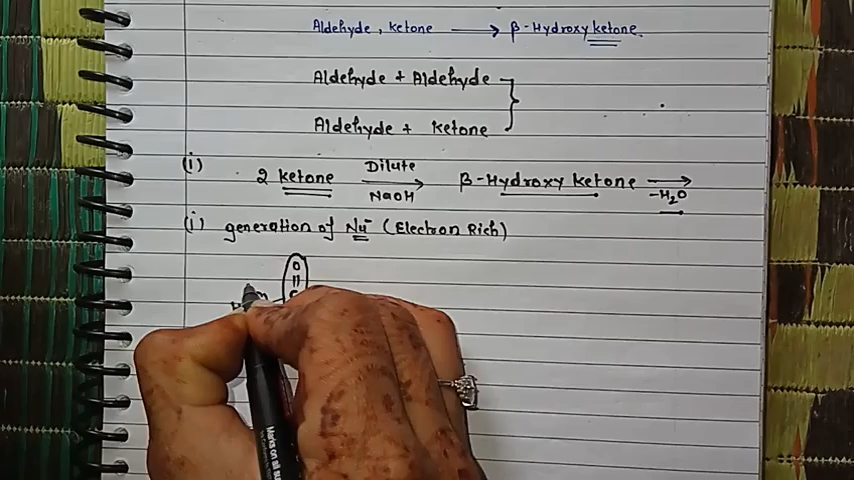 Aldehyde, ketone → β-Hydroxy ketone.
Aldehyde + Aldehyde
Aldehyde + ketone
(i) 2 ketone Dilute NaOH → β-Hydroxy ketone → -H₂O
(i) generation of Nu⁻ (Electron Rich)
O